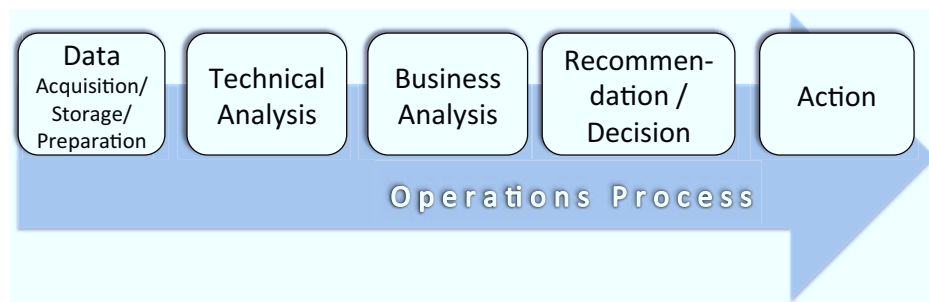 Data
Acquisition/
Storage/
Preparation
Technical
Analysis
Business
Analysis
Recommen-
dation /
Decision
Action
Operations Process